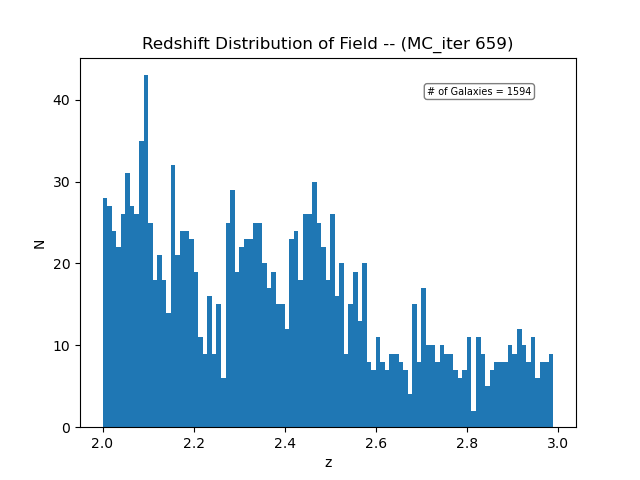 Redshift Distribution of Field -- (MC_iter 659)
# of Galaxies = 1594
40
30
20
10
0
N
2.0 2.2 2.4 2.6 2.8 3.0
z